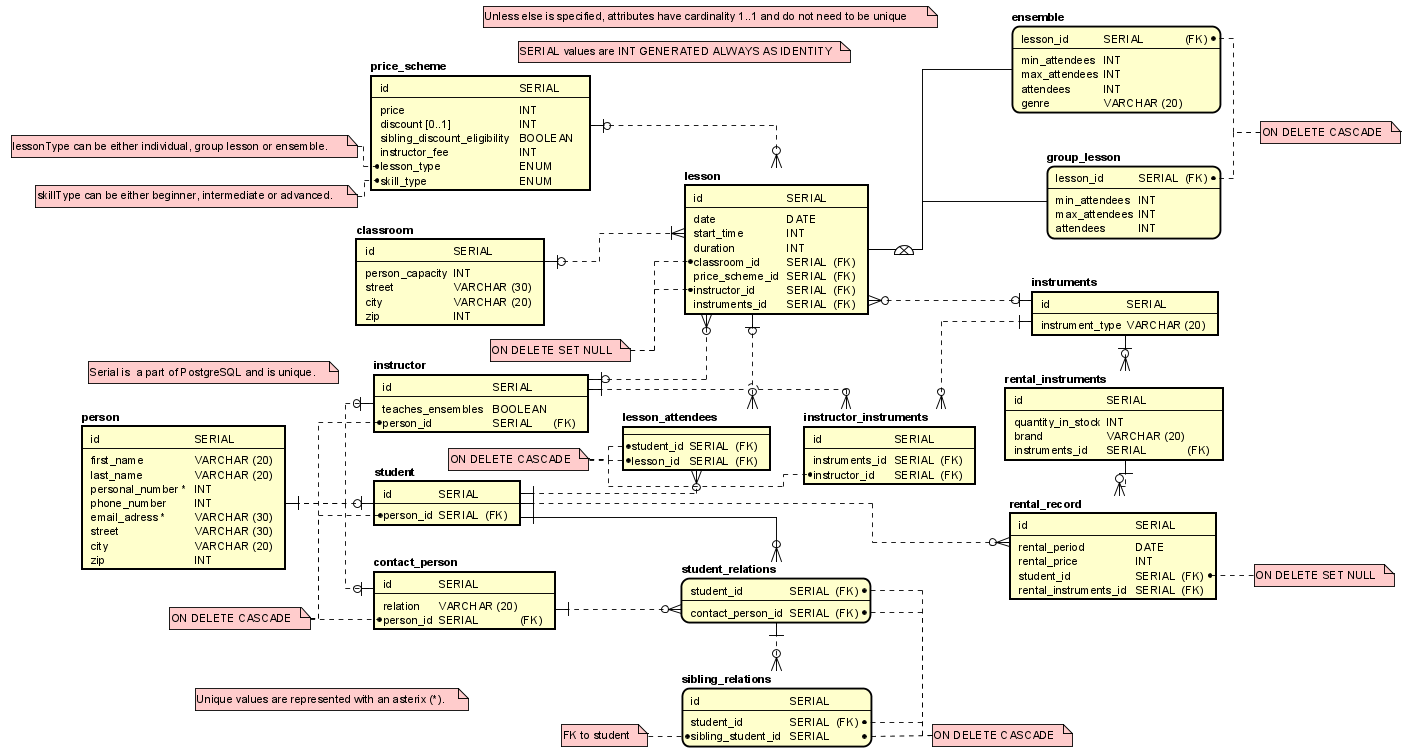 Unless else is specified, attributes have cardinality 1..1 and do not need to be unique
SERIAL values are INT GENERATED ALWAYS AS IDENTITY
ensemble
lesson_id SERIAL (FK)
min_attendees INT
max_attendees INT
attendees INT
genre VARCHAR (20)
ON DELETE CASCADE
price_scheme
id SERIAL
price INT
discount [0..1] INT
sibling_discount_eligibility BOOLEAN
instructor_fee INT
lesson_type ENUM
skill_type ENUM
lessonType can be either individual, group lesson or ensemble.
skillType can be either beginner, intermediate or advanced.
group_lesson
lesson_id SERIAL (FK)
min_attendees INT
max_attendees INT
attendees INT
lesson
id SERIAL
date DATE
start_time INT
duration INT
classroom_id SERIAL (FK)
price_scheme_id SERIAL (FK)
instructor_id SERIAL (FK)
instruments_id SERIAL (FK)
classroom
id SERIAL
person_capacity INT
street VARCHAR (30)
city VARCHAR (20)
zip INT
ON DELETE SET NULL
instruments
id SERIAL
instrument_type VARCHAR (20)
Serial is a part of PostgreSQL and is unique.
instructor
id SERIAL
teaches_ensembles BOOLEAN
person_id SERIAL (FK)
rental_instruments
id SERIAL
quantity_in_stock INT
brand VARCHAR (20)
instruments_id SERIAL (FK)
person
id SERIAL
first_name VARCHAR (20)
last_name VARCHAR (20)
personal_number * INT
phone_number INT
email_adress * VARCHAR (30)
street VARCHAR (30)
city VARCHAR (20)
zip INT
lesson_attendees
student_id SERIAL (FK)
lesson_id SERIAL (FK)
ON DELETE CASCADE
instructor_instruments
id SERIAL
instruments_id SERIAL (FK)
instructor_id SERIAL (FK)
student
id SERIAL
person_id SERIAL (FK)
rental_record
id SERIAL
rental_period DATE
rental_price INT
student_id SERIAL (FK)
rental_instruments_id SERIAL (FK)
ON DELETE SET NULL
contact_person
id SERIAL
relation VARCHAR (20)
person_id SERIAL (FK)
ON DELETE CASCADE
student_relations
student_id SERIAL (FK)
contact_person_id SERIAL (FK)
sibling_relations
id SERIAL
student_id SERIAL (FK)
sibling_student_id SERIAL
FK to student
ON DELETE CASCADE
Unique values are represented with an asterix (*).